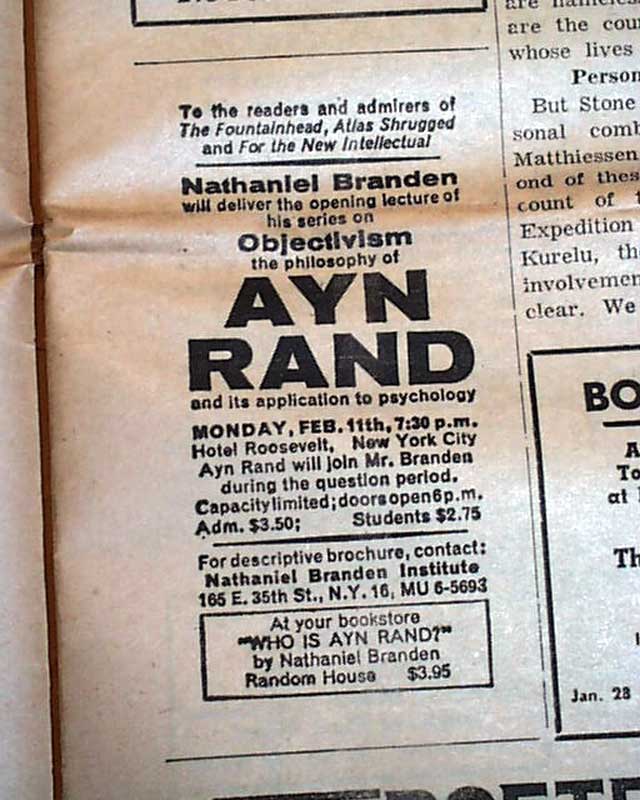 To the readers and admirers of
The Fountainhead, Atlas Shrugged
and For the New Intellectual
Nathaniel Branden
will deliver the opening lecture of
his series on
Objectivism
the philosophy of
AYN
RAND
and its application to psychology
MONDAY, FEB. 11th, 7:30 p.m.
Hotel Roosevelt, New York City
Ayn Rand will join Mr. Branden
during the question period.
Capacity limited; doors open 6 p.m.
Adm. $3.50; Students $2.75
For descriptive brochure, contact:
Nathaniel Branden Institute
165 E. 35th St., N.Y. 16, MU 6-5693
At your bookstore
"WHO IS AYN RAND?"
by Nathaniel Branden
Random House $3.95
are the cou
whose lives
Person
But Stone
sonal comb
Matthiessen
ond of thes
count of t
Expedition
Kurelu, th
involvemen
clear. We
BO
A
To
at
Th
Jan. 28